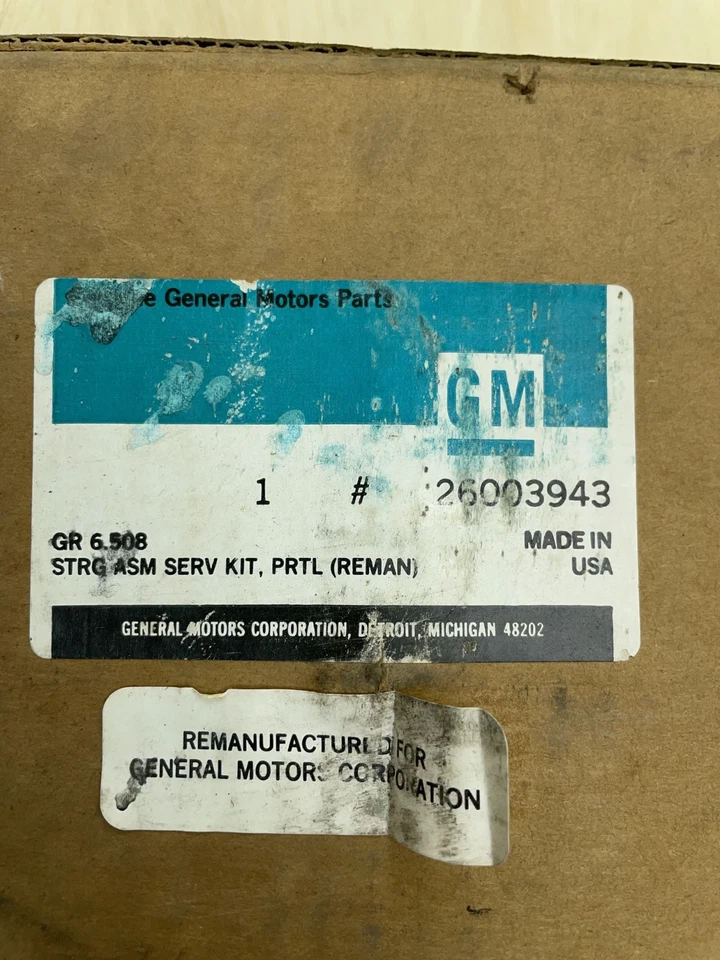 e General Motors Parts
GM
1 # 26003943
GR 6.508 MADE IN
STRG ASM SERV KIT, PRTL (REMAN) USA
GENERAL MOTORS CORPORATION, DETROIT, MICHIGAN 48202
REMANUFACTURED FOR
GENERAL MOTORS CORPORATION